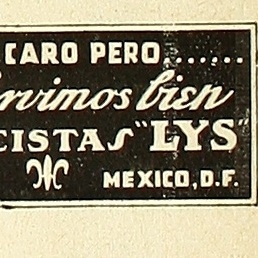 CARO PERO ......
rvimos bien
CISTAS "LYS"
MEXICO, D.F.